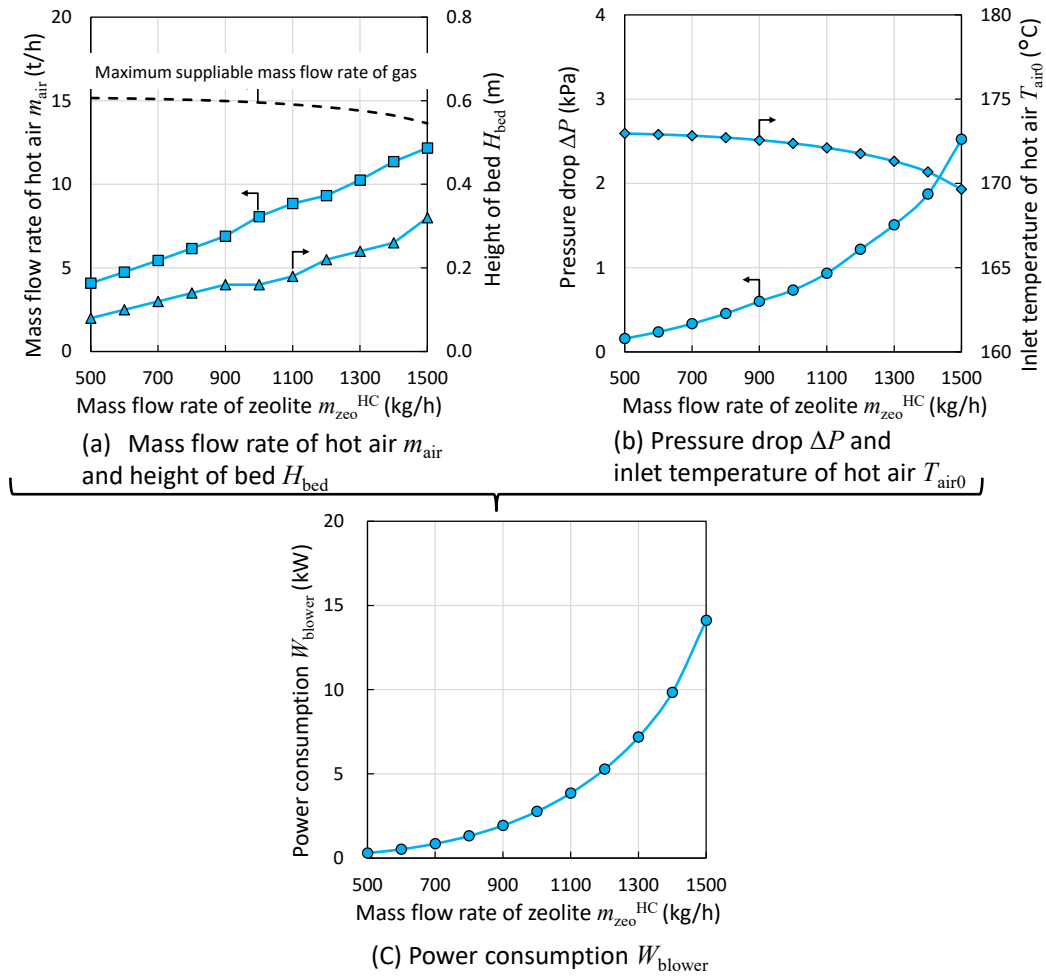 Mass flow rate of hot air m_air (t/h)
20
15
10
5
0
Maximum suppliable mass flow rate of gas
0.8
0.6
0.4
0.2
0.0
Height of bed H_bed (m)
500 700 900 1100 1300 1500
Mass flow rate of zeolite m_zeo^HC (kg/h)
(a) Mass flow rate of hot air m_air
and height of bed H_bed
Pressure drop ΔP (kPa)
4
3
2
1
0
180
175
170
165
160
Inlet temperature of hot air T_air0 (°C)
500 700 900 1100 1300 1500
Mass flow rate of zeolite m_zeo^HC (kg/h)
(b) Pressure drop ΔP and
inlet temperature of hot air T_air0
Power consumption W_blower (kW)
20
15
10
5
0
500 700 900 1100 1300 1500
Mass flow rate of zeolite m_zeo^HC (kg/h)
(C) Power consumption W_blower